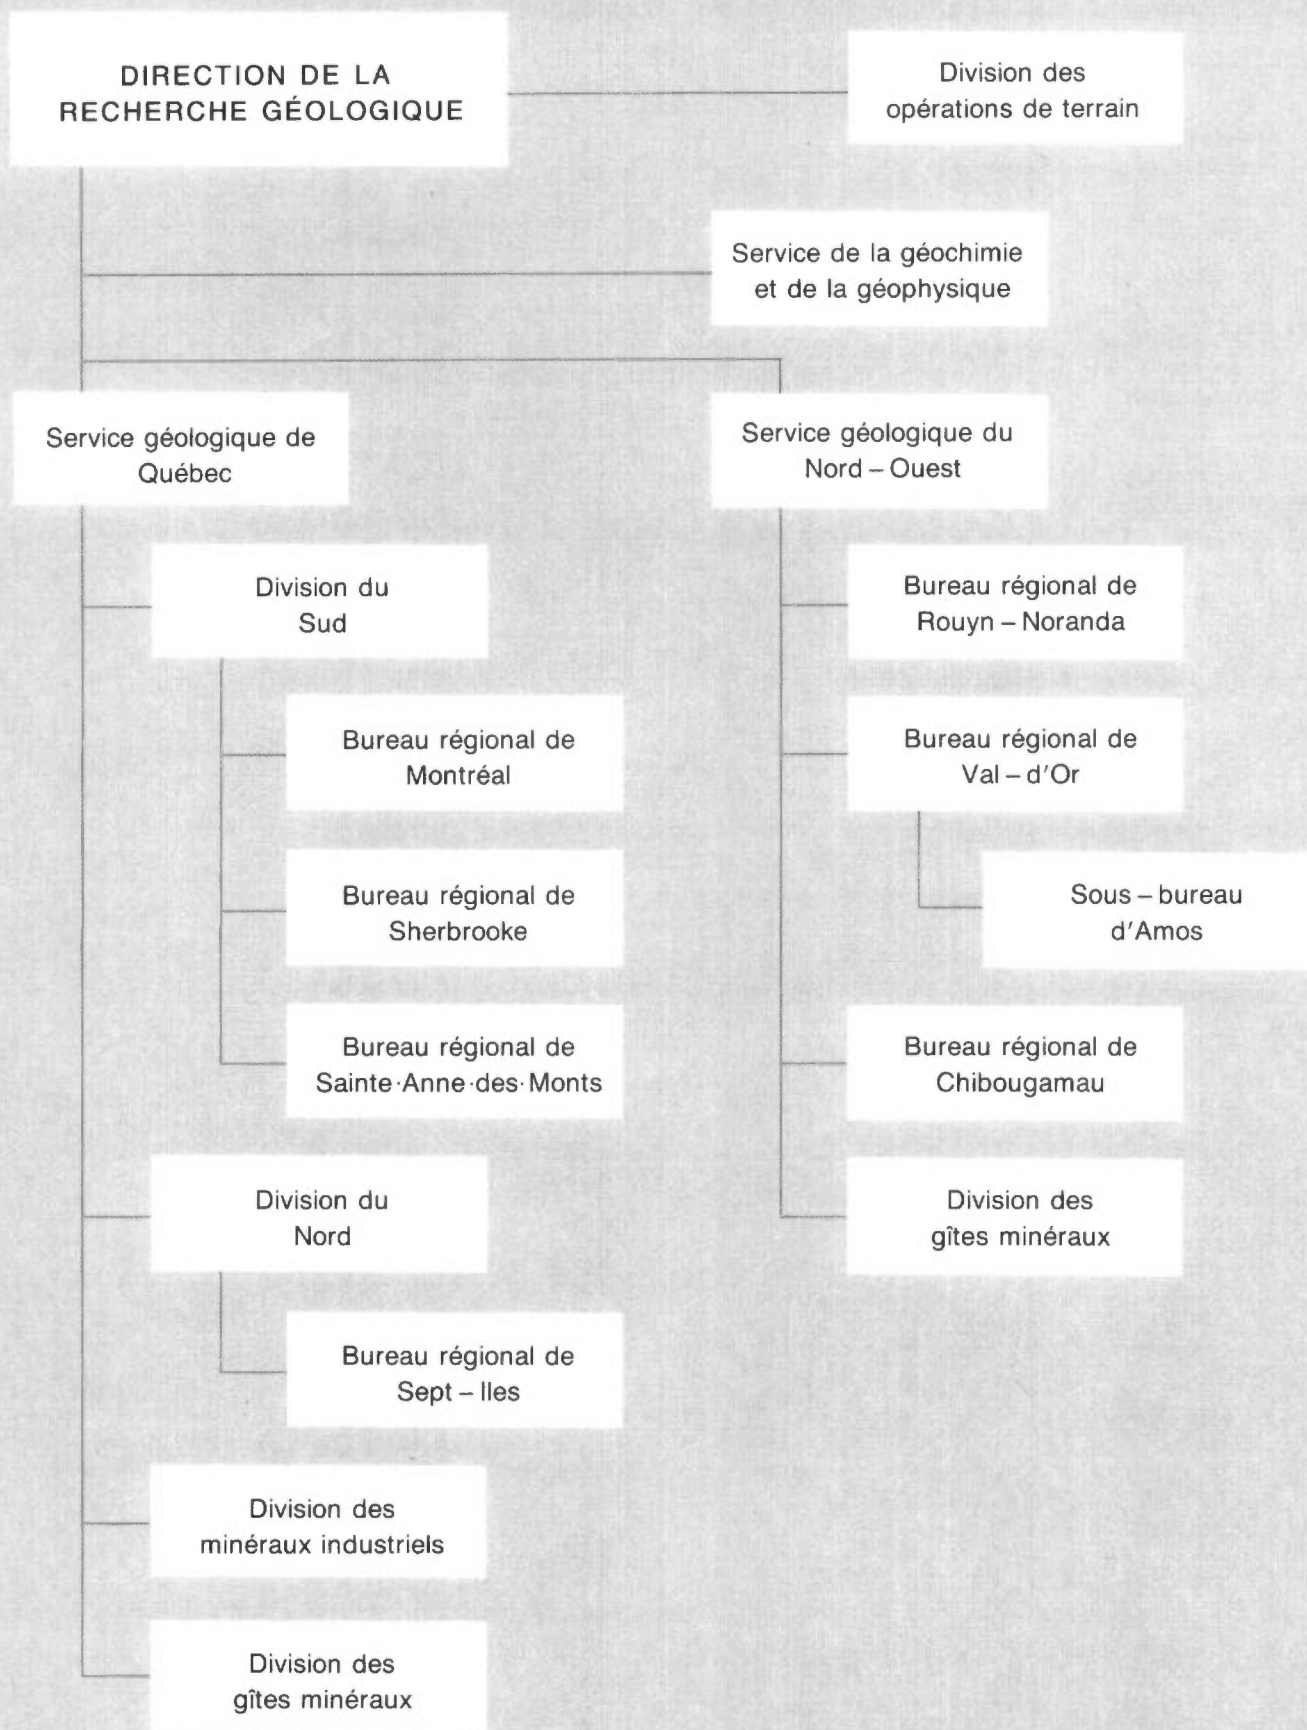 DIRECTION DE LA
RECHERCHE GÉOLOGIQUE
Division des
opérations de terrain
Service de la géochimie
et de la géophysique
Service géologique de
Québec
Service géologique du
Nord – Ouest
Division du
Sud
Bureau régional de
Montréal
Bureau régional de
Sherbrooke
Bureau régional de
Sainte-Anne-des-Monts
Division du
Nord
Bureau régional de
Sept – Iles
Division des
minéraux industriels
Division des
gîtes minéraux
Bureau régional de
Rouyn – Noranda
Bureau régional de
Val – d'Or
Sous – bureau
d'Amos
Bureau régional de
Chibougamau
Division des
gîtes minéraux